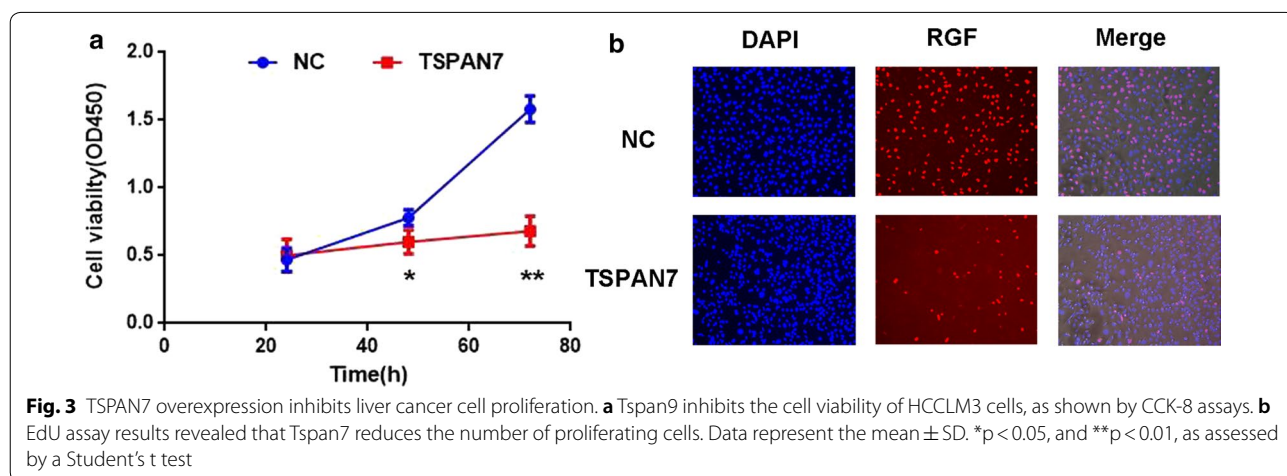 a
2.0
NC
TSPAN7
1.5
1.0
0.5
0.0
Cell viabilty(OD450)
*
**
0
20
40
60
80
Time(h)
b
DAPI
RGF
Merge
NC
TSPAN7
Fig. 3 TSPAN7 overexpression inhibits liver cancer cell proliferation. a Tspan9 inhibits the cell viability of HCCLM3 cells, as shown by CCK-8 assays. b
EdU assay results revealed that Tspan7 reduces the number of proliferating cells. Data represent the mean ± SD. *p < 0.05, and **p < 0.01, as assessed
by a Student's t test